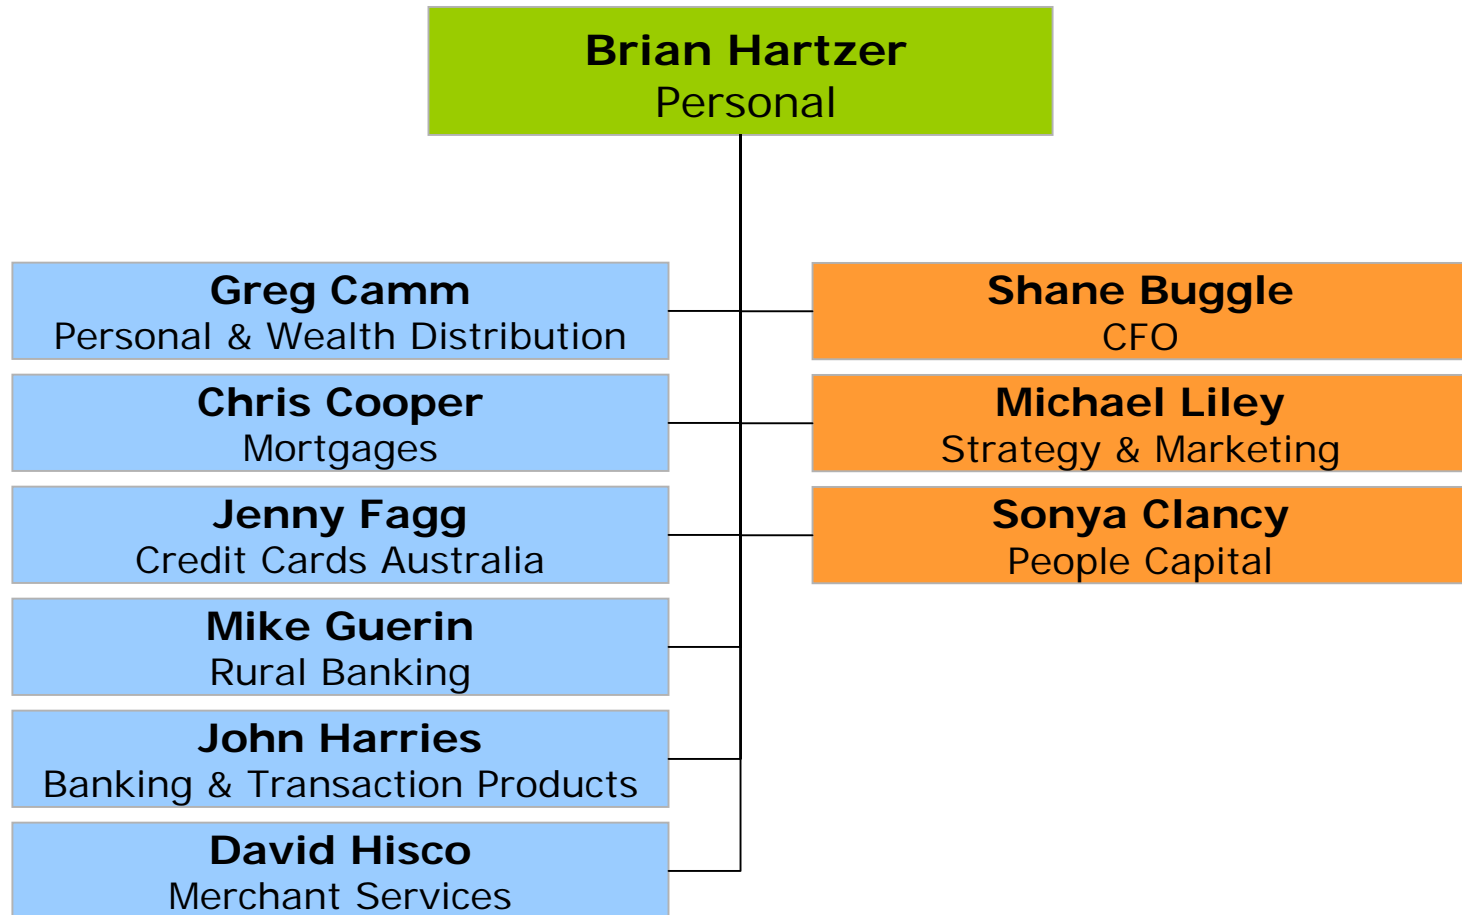 Brian Hartzer
Personal
Greg Camm
Personal & Wealth Distribution
Chris Cooper
Mortgages
Jenny Fagg
Credit Cards Australia
Mike Guerin
Rural Banking
John Harries
Banking & Transaction Products
David Hisco
Merchant Services
Shane Buggle
CFO
Michael Liley
Strategy & Marketing
Sonya Clancy
People Capital